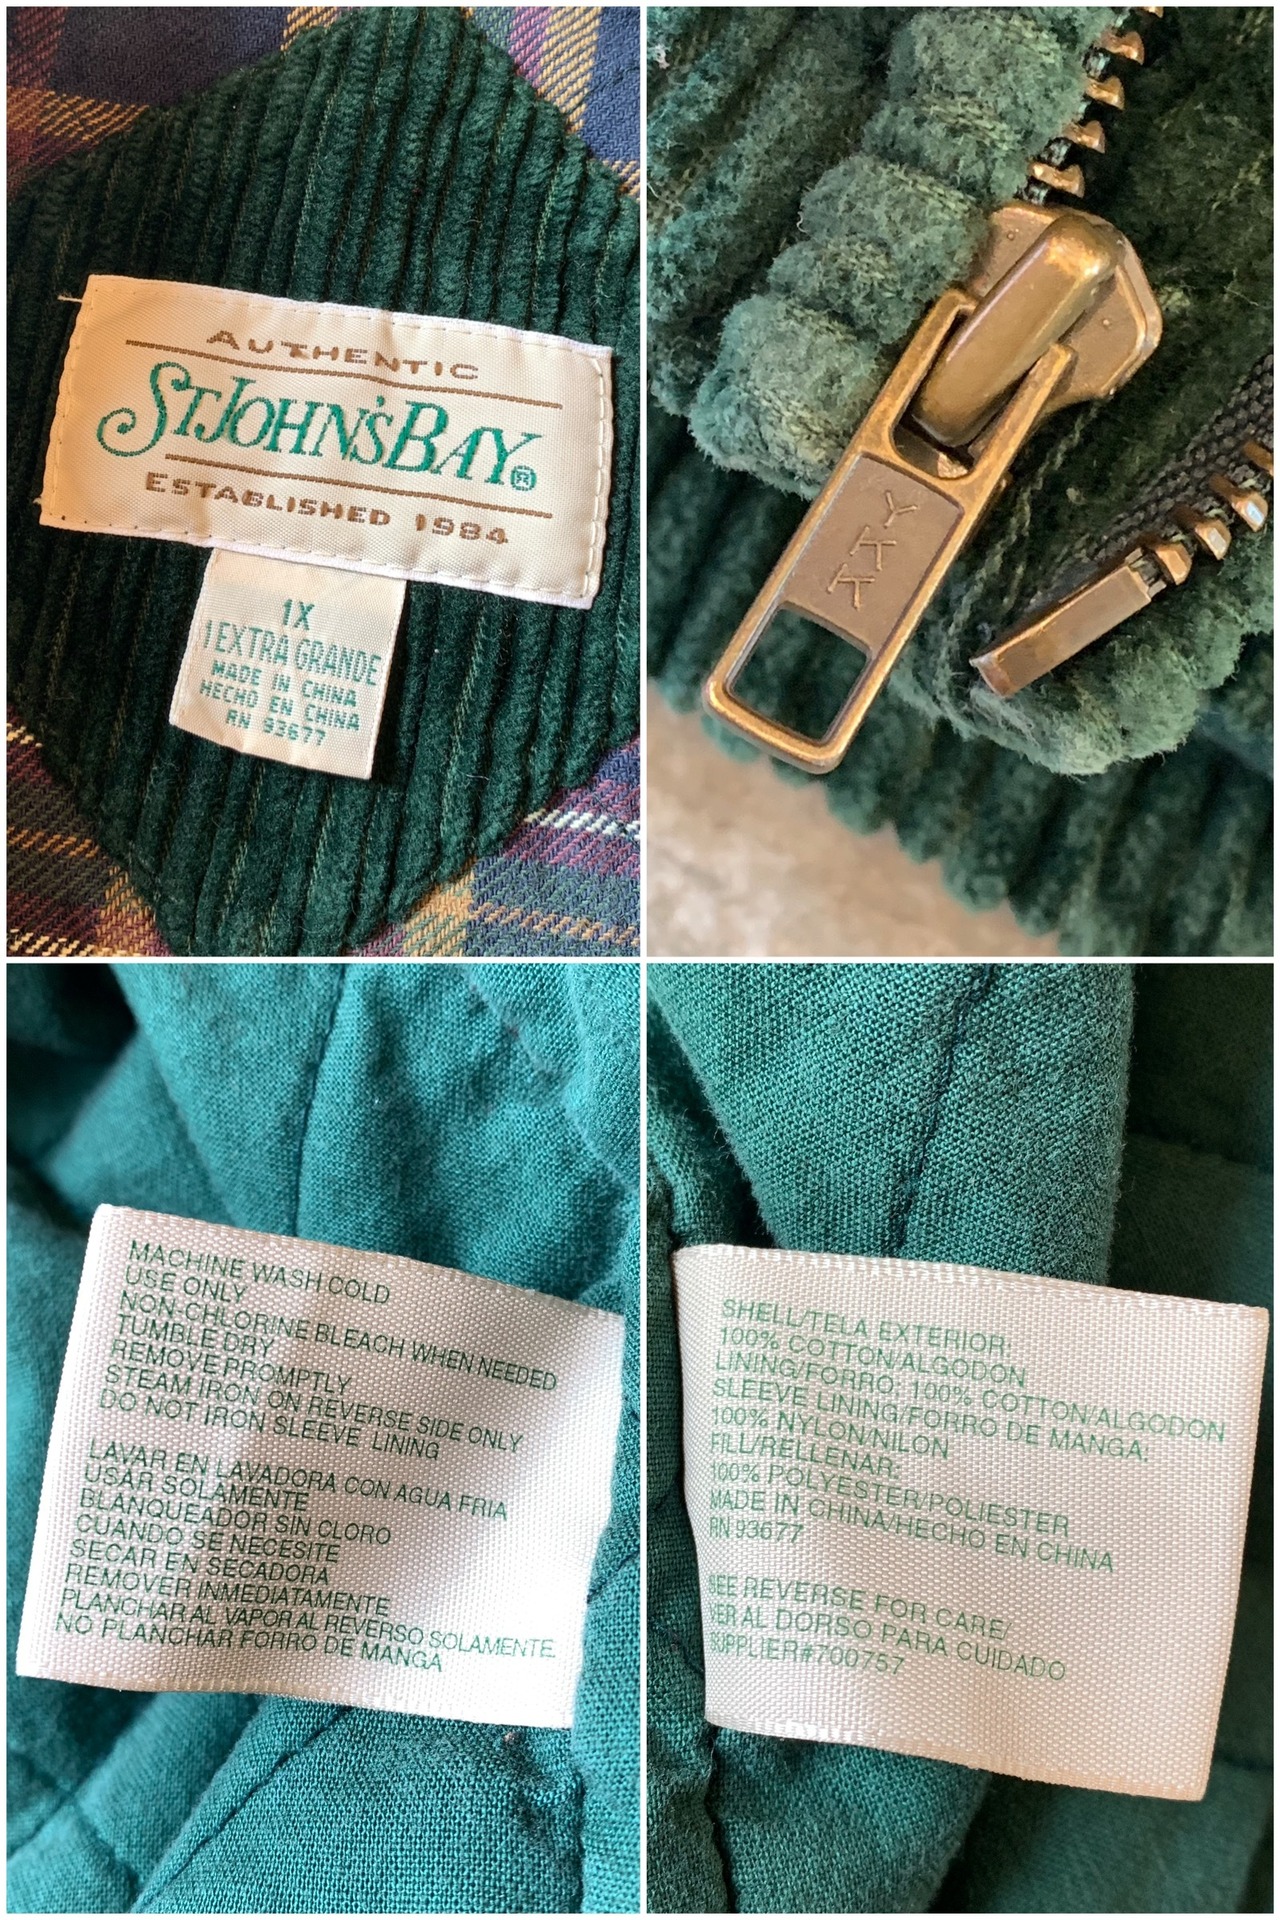 AUTHENTIC
ST.JOHN'S BAY®
ESTABLISHED 1984
1X
1 EXTRA GRANDE
MADE IN CHINA
HECHO EN CHINA
RN 93677
YKK
MACHINE WASH COLD
USE ONLY
NON-CHLORINE BLEACH WHEN NEEDED
TUMBLE DRY
REMOVE PROMPTLY
STEAM IRON ON REVERSE SIDE ONLY
DO NOT IRON SLEEVE LINING
LAVAR EN LAVADORA CON AGUA FRIA
USAR SOLAMENTE
BLANQUEADOR SIN CLORO
CUANDO SE NECESITE
SECAR EN SECADORA
REMOVER INMEDIATAMENTE
PLANCHAR AL VAPOR AL REVERSO SOLAMENTE
NO PLANCHAR FORRO DE MANGA
SHELL/TELA EXTERIOR:
100% COTTON/ALGODON
LINING/FORRO: 100% COTTON/ALGODON
SLEEVE LINING/FORRO DE MANGA:
100% NYLON/NILON
FILL/RELLENAR:
100% POLYESTER/POLIESTER
MADE IN CHINA/HECHO EN CHINA
RN 93677
SEE REVERSE FOR CARE/
VER AL DORSO PARA CUIDADO
SUPPLIER#700757